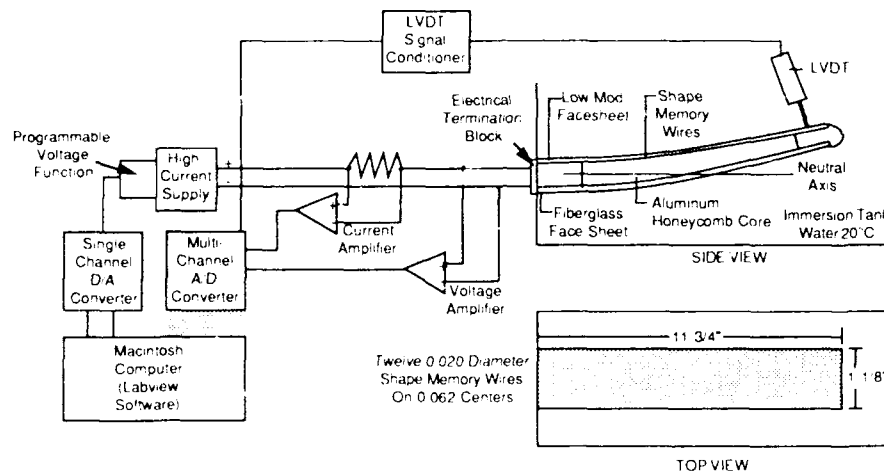 LVDT
Signal
Conditioner
LVDT
Electrical
Termination
Block
Low Mod
Facesheet
Shape
Memory
Wires
Programmable
Voltage
Function
High
Current
Supply
+
-
Neutral
Axis
+
Current
Amplifier
Fiberglass
Face Sheet
Aluminum
Honeycomb Core
Immersion Tank
Water 20°C
SIDE VIEW
Single
Channel
D/A
Converter
Multi-
Channel
A/D
Converter
Voltage
Amplifier
Macintosh
Computer
(Labview
Software)
Twelve 0.020 Diameter
Shape Memory Wires
On 0.062 Centers
11 3/4"
1 1/8"
TOP VIEW